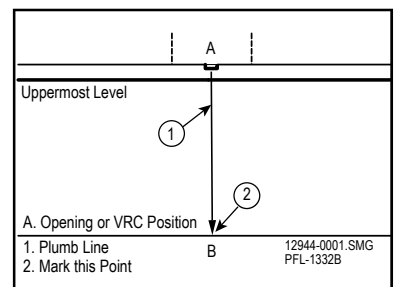 A
Uppermost Level
1
2
A. Opening or VRC Position
1. Plumb Line
2. Mark this Point
B
12944-0001.SMG
PFL-1332B